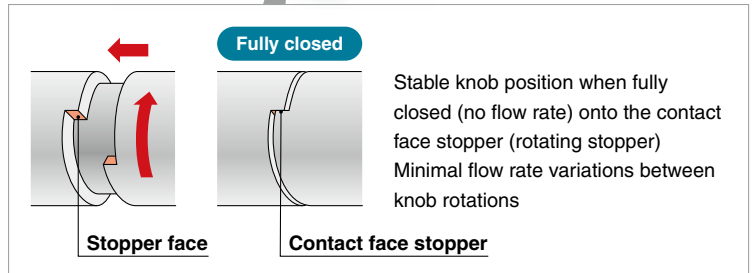 Fully closed
Stable knob position when fully
closed (no flow rate) onto the contact
face stopper (rotating stopper)
Minimal flow rate variations between
knob rotations
Stopper face
Contact face stopper